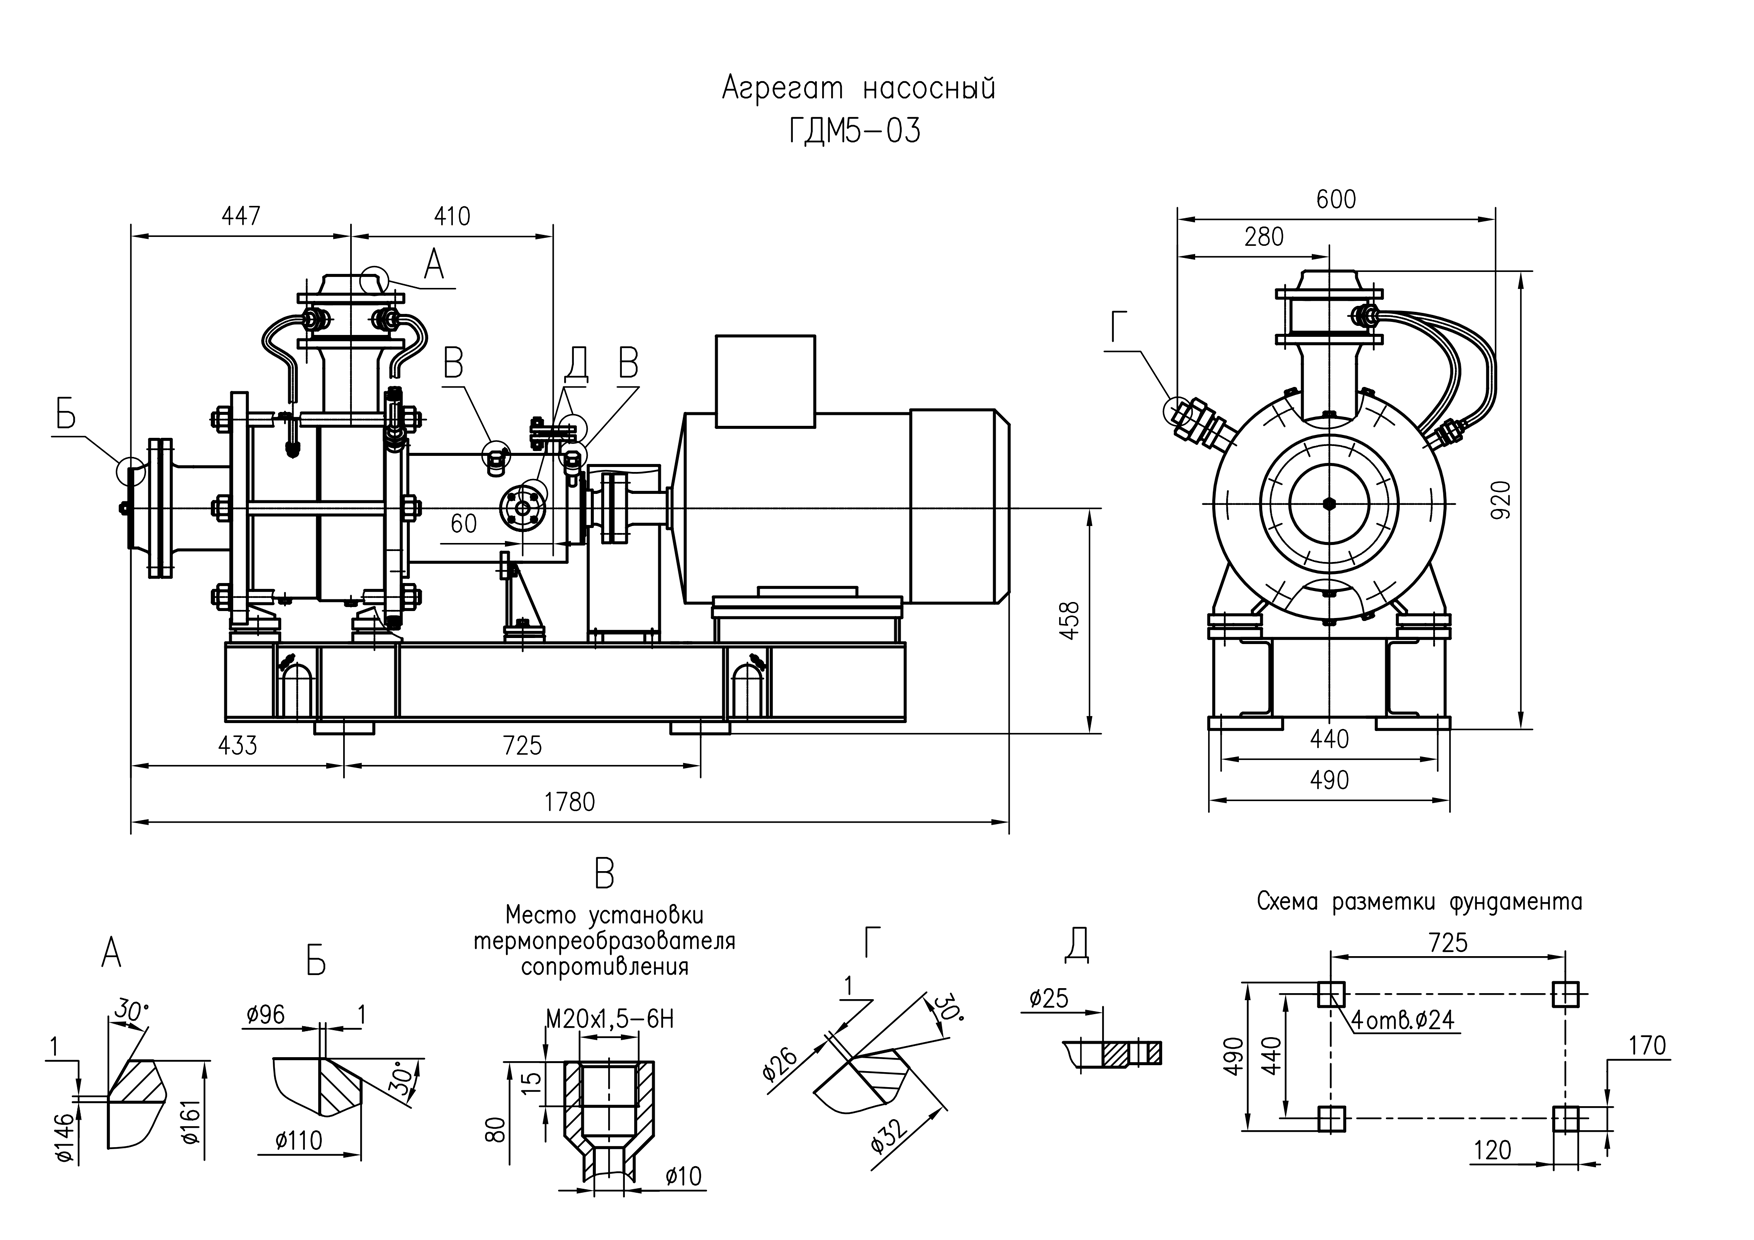 Агрегат насосный
ГДМ5-03
447
410
А
Б
В
Д
В
60
458
433
725
1780
600
280
Г
920
440
490
А
30°
1
ø146
ø161
Б
ø96
1
30°
ø110
В
Место установки
термопреобразователя
сопротивления
М20х1,5-6Н
15
80
ø10
Г
1
30°
ø26
ø32
Д
ø25
Схема разметки фундамента
725
4отв.ø24
490
440
170
120